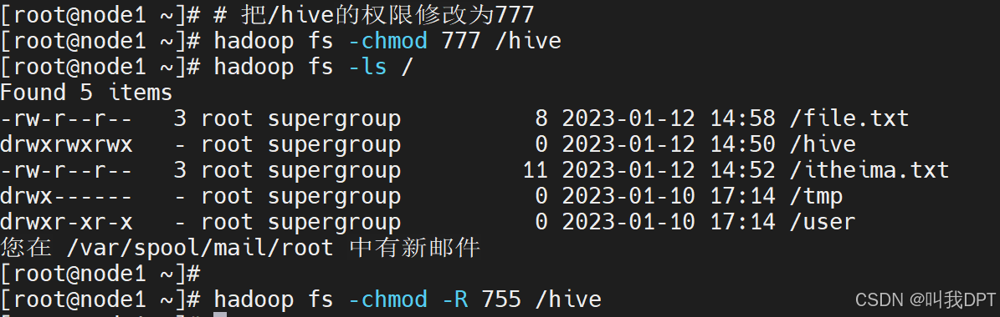 [root@node1 ~]# # 把/hive的权限修改为777
[root@node1 ~]# hadoop fs -chmod 777 /hive
[root@node1 ~]# hadoop fs -ls /
Found 5 items
-rw-r--r--   3 root supergroup          8 2023-01-12 14:58 /file.txt
drwxrwxrwx   - root supergroup          0 2023-01-12 14:50 /hive
-rw-r--r--   3 root supergroup         11 2023-01-12 14:52 /itheima.txt
drwx------   - root supergroup          0 2023-01-10 17:14 /tmp
drwxr-xr-x   - root supergroup          0 2023-01-10 17:14 /user
您在 /var/spool/mail/root 中有新邮件
[root@node1 ~]#
[root@node1 ~]# hadoop fs -chmod -R 755 /hive
CSDN @叫我DPT